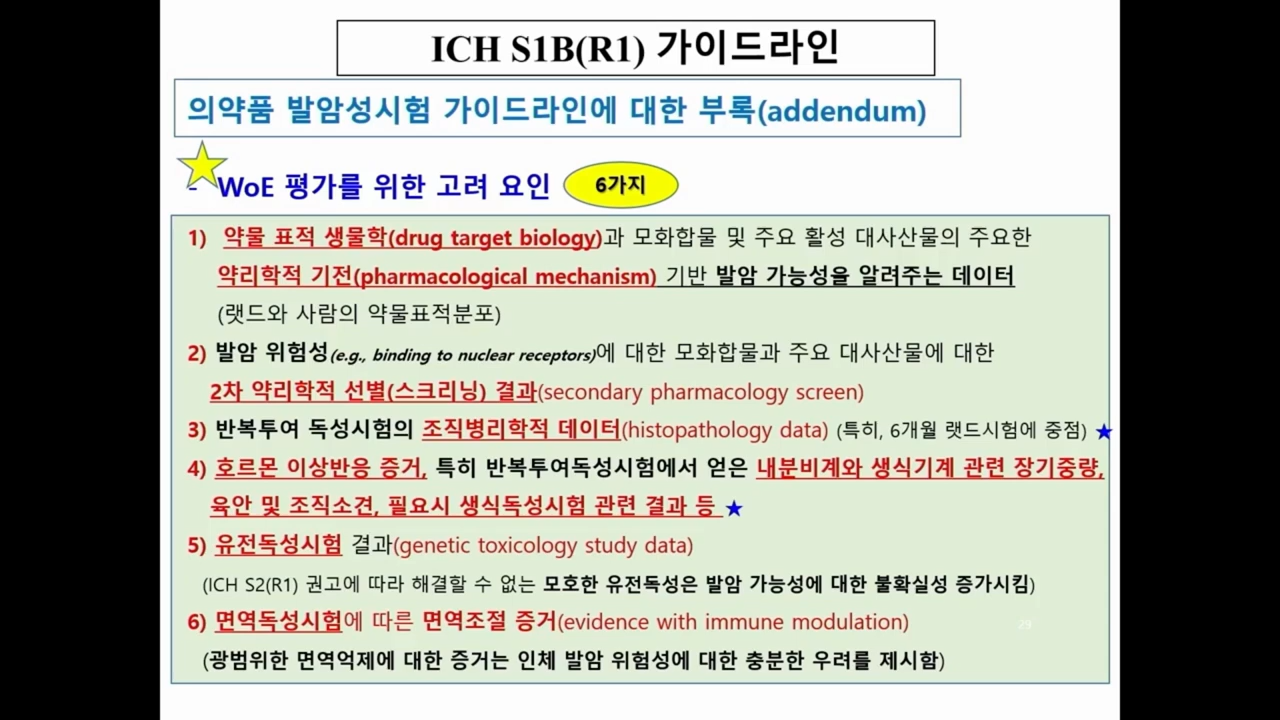 ICH S1B(R1) 가이드라인
의약품 발암성시험 가이드라인에 대한 부록(addendum)
- WoE 평가를 위한 고려 요인 6가지
1) 약물 표적 생물학(drug target biology)과 모화합물 및 주요 활성 대사산물의 주요한
약리학적 기전(pharmacological mechanism) 기반 발암 가능성을 알려주는 데이터
(랫드와 사람의 약물표적분포)
2) 발암 위험성(e.g., binding to nuclear receptors)에 대한 모화합물과 주요 대사산물에 대한
2차 약리학적 선별(스크리닝) 결과(secondary pharmacology screen)
3) 반복투여 독성시험의 조직병리학적 데이터(histopathology data) (특히, 6개월 랫드시험에 중점) ★
4) 호르몬 이상반응 증거, 특히 반복투여독성시험에서 얻은 내분비계와 생식기계 관련 장기중량,
육안 및 조직소견, 필요시 생식독성시험 관련 결과 등 ★
5) 유전독성시험 결과(genetic toxicology study data)
(ICH S2(R1) 권고에 따라 해결할 수 없는 모호한 유전독성은 발암 가능성에 대한 불확실성 증가시킴)
6) 면역독성시험에 따른 면역조절 증거(evidence with immune modulation)
29
(광범위한 면역억제에 대한 증거는 인체 발암 위험성에 대한 충분한 우려를 제시함)